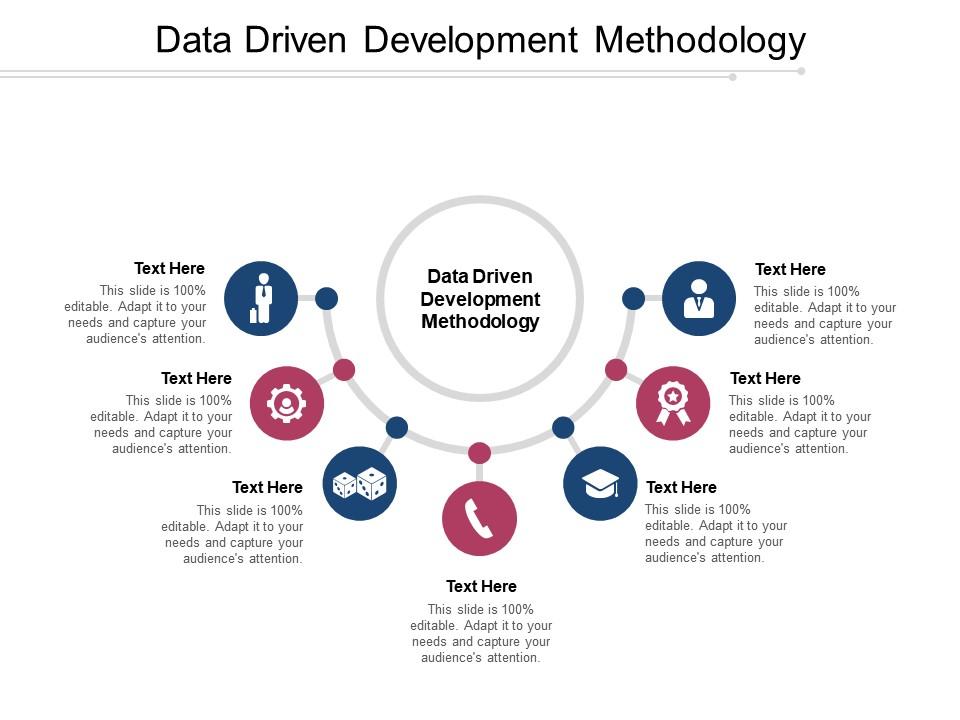 Data Driven Development Methodology
Data Driven
Development
Methodology
Text Here
This slide is 100%
editable. Adapt it to your
needs and capture your
audience's attention.
Text Here
This slide is 100%
editable. Adapt it to your
needs and capture your
audience's attention.
Text Here
This slide is 100%
editable. Adapt it to your
needs and capture your
audience's attention.
Text Here
This slide is 100%
editable. Adapt it to your
needs and capture your
audience's attention.
Text Here
This slide is 100%
editable. Adapt it to your
needs and capture your
audience's attention.
Text Here
This slide is 100%
editable. Adapt it to your
needs and capture your
audience's attention.
Text Here
This slide is 100%
editable. Adapt it to your
needs and capture your
audience's attention.